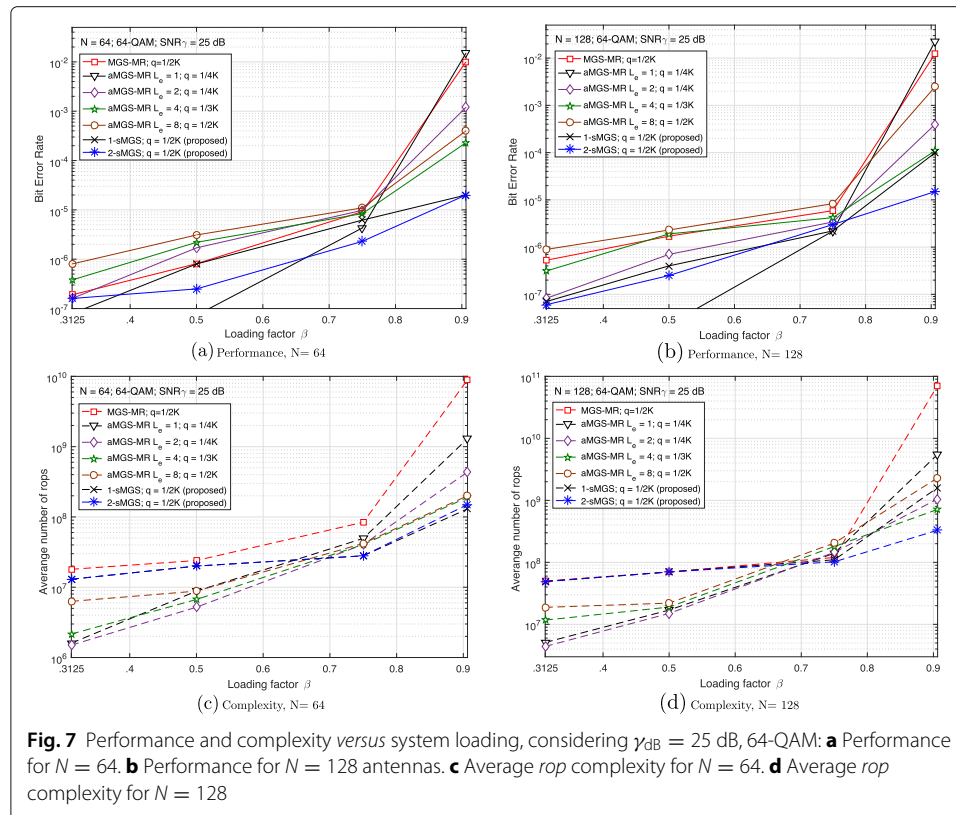 N = 64; 64-QAM; SNRγ = 25 dB
MGS-MR; q=1/2K
aMGS-MR L_e = 1; q = 1/4K
aMGS-MR L_e = 2; q = 1/4K
aMGS-MR L_e = 4; q = 1/3K
aMGS-MR L_e = 8; q = 1/2K
1-sMGS; q = 1/2K (proposed)
2-sMGS; q = 1/2K (proposed)
Bit Error Rate
10^-2
10^-3
10^-4
10^-5
10^-6
10^-7
.3125 .4 0.5 0.6 0.7 0.8 0.9
Loading factor β
(a) Performance, N= 64
N = 128; 64-QAM; SNRγ = 25 dB
MGS-MR; q=1/2K
aMGS-MR L_e = 1; q = 1/4K
aMGS-MR L_e = 2; q = 1/4K
aMGS-MR L_e = 4; q = 1/3K
aMGS-MR L_e = 8; q = 1/2K
1-sMGS; q = 1/2K (proposed)
2-sMGS; q = 1/2K (proposed)
Bit Error Rate
10^-2
10^-3
10^-4
10^-5
10^-6
10^-7
.3125 .4 0.5 0.6 0.7 0.8 0.9
Loading factor β
(b) Performance, N= 128
N = 64; 64-QAM; SNRγ = 25 dB
MGS-MR; q=1/2K
aMGS-MR L_e = 1; q = 1/4K
aMGS-MR L_e = 2; q = 1/4K
aMGS-MR L_e = 4; q = 1/3K
aMGS-MR L_e = 8; q = 1/2K
1-sMGS; q = 1/2K (proposed)
2-sMGS; q = 1/2K (proposed)
Averange number of rops
10^10
10^9
10^8
10^7
10^6
.3125 .4 0.5 0.6 0.7 0.8 0.9
Loading factor β
(c) Complexity, N= 64
N = 128; 64-QAM; SNRγ = 25 dB
MGS-MR; q=1/2K
aMGS-MR L_e = 1; q = 1/4K
aMGS-MR L_e = 2; q = 1/4K
aMGS-MR L_e = 4; q = 1/3K
aMGS-MR L_e = 8; q = 1/2K
1-sMGS; q = 1/2K (proposed)
2-sMGS; q = 1/2K (proposed)
Averange number of rops
10^11
10^10
10^9
10^8
10^7
.3125 .4 0.5 0.6 0.7 0.8 0.9
Loading factor β
(d) Complexity, N= 128
Fig. 7 Performance and complexity versus system loading, considering γ_dB = 25 dB, 64-QAM: a Performance
for N = 64. b Performance for N = 128 antennas. c Average rop complexity for N = 64. d Average rop
complexity for N = 128